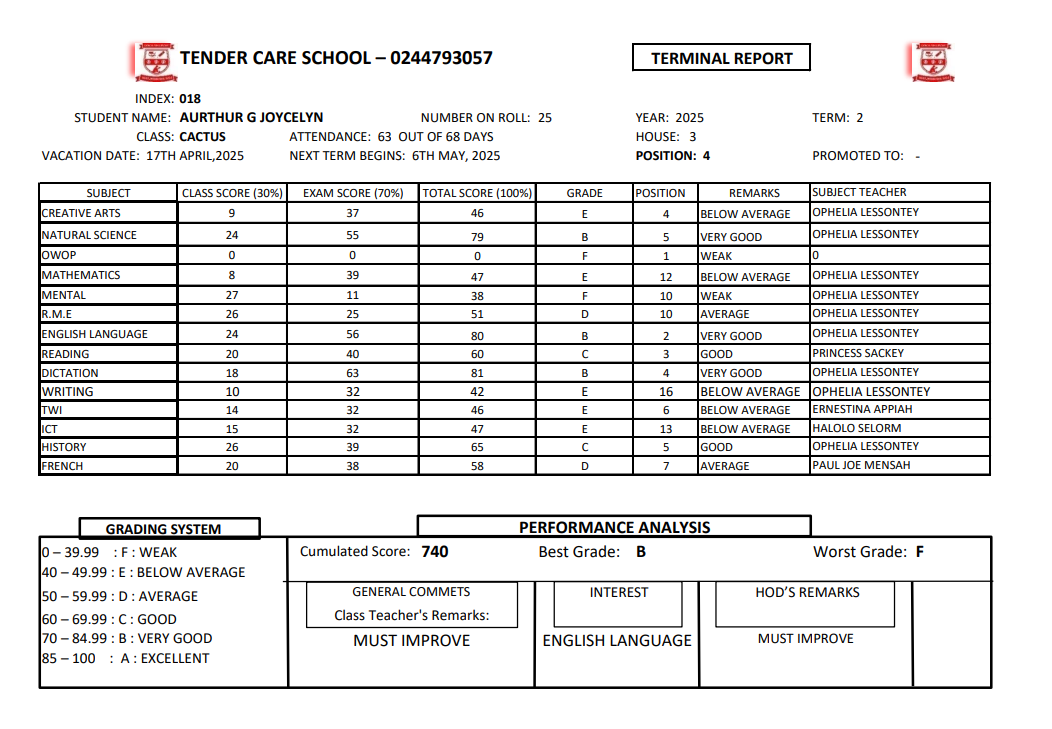 TENDER CARE SCHOOL – 0244793057 TERMINAL REPORT
INDEX: 018
STUDENT NAME: AURTHUR G JOYCELYN NUMBER ON ROLL: 25 YEAR: 2025 TERM: 2
CLASS: CACTUS ATTENDANCE: 63 OUT OF 68 DAYS HOUSE: 3
VACATION DATE: 17TH APRIL,2025 NEXT TERM BEGINS: 6TH MAY, 2025 POSITION: 4 PROMOTED TO: -
SUBJECT CLASS SCORE (30%) EXAM SCORE (70%) TOTAL SCORE (100%) GRADE POSITION REMARKS SUBJECT TEACHER
CREATIVE ARTS 9 37 46 E 4 BELOW AVERAGE OPHELIA LESSONTEY
NATURAL SCIENCE 24 55 79 B 5 VERY GOOD OPHELIA LESSONTEY
OWOP 0 0 0 F 1 WEAK 0
MATHEMATICS 8 39 47 E 12 BELOW AVERAGE OPHELIA LESSONTEY
MENTAL 27 11 38 F 10 WEAK OPHELIA LESSONTEY
R.M.E 26 25 51 D 10 AVERAGE OPHELIA LESSONTEY
ENGLISH LANGUAGE 24 56 80 B 2 VERY GOOD OPHELIA LESSONTEY
READING 20 40 60 C 3 GOOD PRINCESS SACKEY
DICTATION 18 63 81 B 4 VERY GOOD OPHELIA LESSONTEY
WRITING 10 32 42 E 16 BELOW AVERAGE OPHELIA LESSONTEY
TWI 14 32 46 E 6 BELOW AVERAGE ERNESTINA APPIAH
ICT 15 32 47 E 13 BELOW AVERAGE HALOLO SELORM
HISTORY 26 39 65 C 5 GOOD OPHELIA LESSONTEY
FRENCH 20 38 58 D 7 AVERAGE PAUL JOE MENSAH
GRADING SYSTEM
0 – 39.99 : F : WEAK
40 – 49.99 : E : BELOW AVERAGE
50 – 59.99 : D : AVERAGE
60 – 69.99 : C : GOOD
70 – 84.99 : B : VERY GOOD
85 – 100 : A : EXCELLENT
PERFORMANCE ANALYSIS
Cumulated Score: 740 Best Grade: B Worst Grade: F
GENERAL COMMETS
Class Teacher's Remarks:
MUST IMPROVE
INTEREST
ENGLISH LANGUAGE
HOD'S REMARKS
MUST IMPROVE